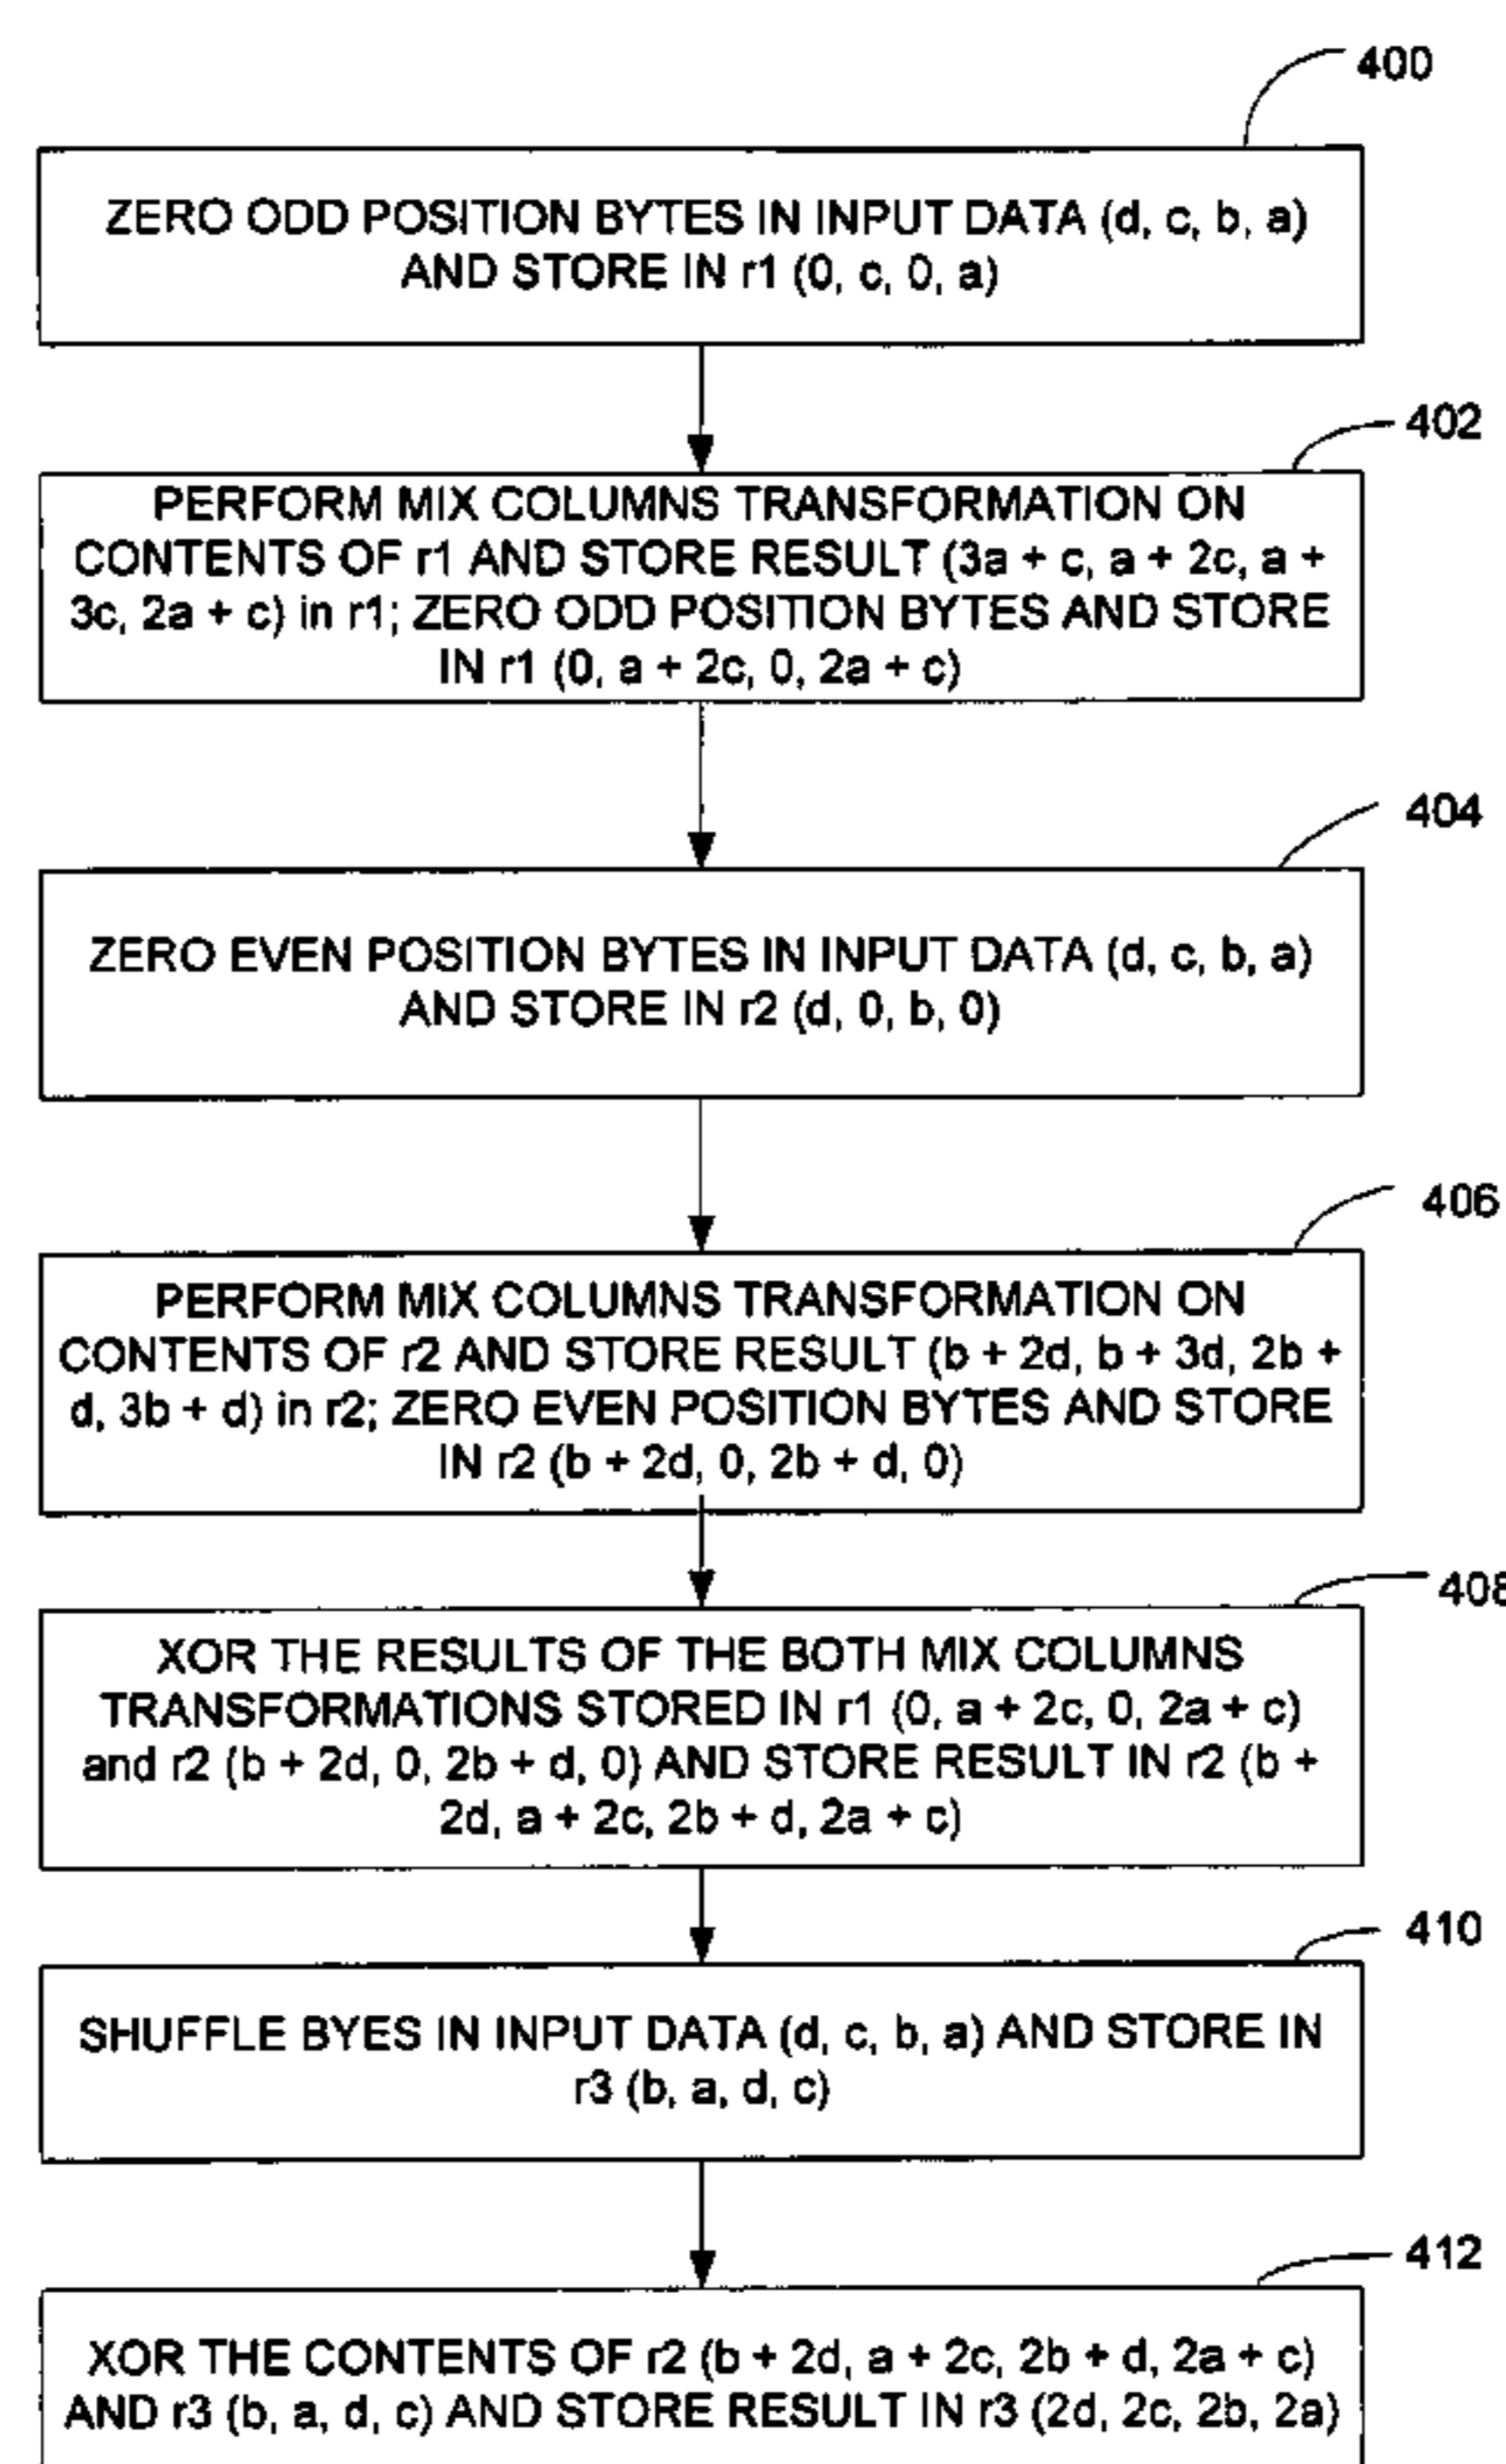 400
ZERO ODD POSITION BYTES IN INPUT DATA (d, c, b, a)
AND STORE IN r1 (0, c, 0, a)
402
PERFORM MIX COLUMNS TRANSFORMATION ON
CONTENTS OF r1 AND STORE RESULT (3a + c, a + 2c, a +
3c, 2a + c) in r1; ZERO ODD POSITION BYTES AND STORE
IN r1 (0, a + 2c, 0, 2a + c)
404
ZERO EVEN POSITION BYTES IN INPUT DATA (d, c, b, a)
AND STORE IN r2 (d, 0, b, 0)
406
PERFORM MIX COLUMNS TRANSFORMATION ON
CONTENTS OF r2 AND STORE RESULT (b + 2d, b + 3d, 2b +
d, 3b + d) in r2; ZERO EVEN POSITION BYTES AND STORE
IN r2 (b + 2d, 0, 2b + d, 0)
408
XOR THE RESULTS OF THE BOTH MIX COLUMNS
TRANSFORMATIONS STORED IN r1 (0, a + 2c, 0, 2a + c)
and r2 (b + 2d, 0, 2b + d, 0) AND STORE RESULT IN r2 (b +
2d, a + 2c, 2b + d, 2a + c)
410
SHUFFLE BYES IN INPUT DATA (d, c, b, a) AND STORE IN
r3 (b, a, d, c)
412
XOR THE CONTENTS OF r2 (b + 2d, a + 2c, 2b + d, 2a + c)
AND r3 (b, a, d, c) AND STORE RESULT IN r3 (2d, 2c, 2b, 2a)